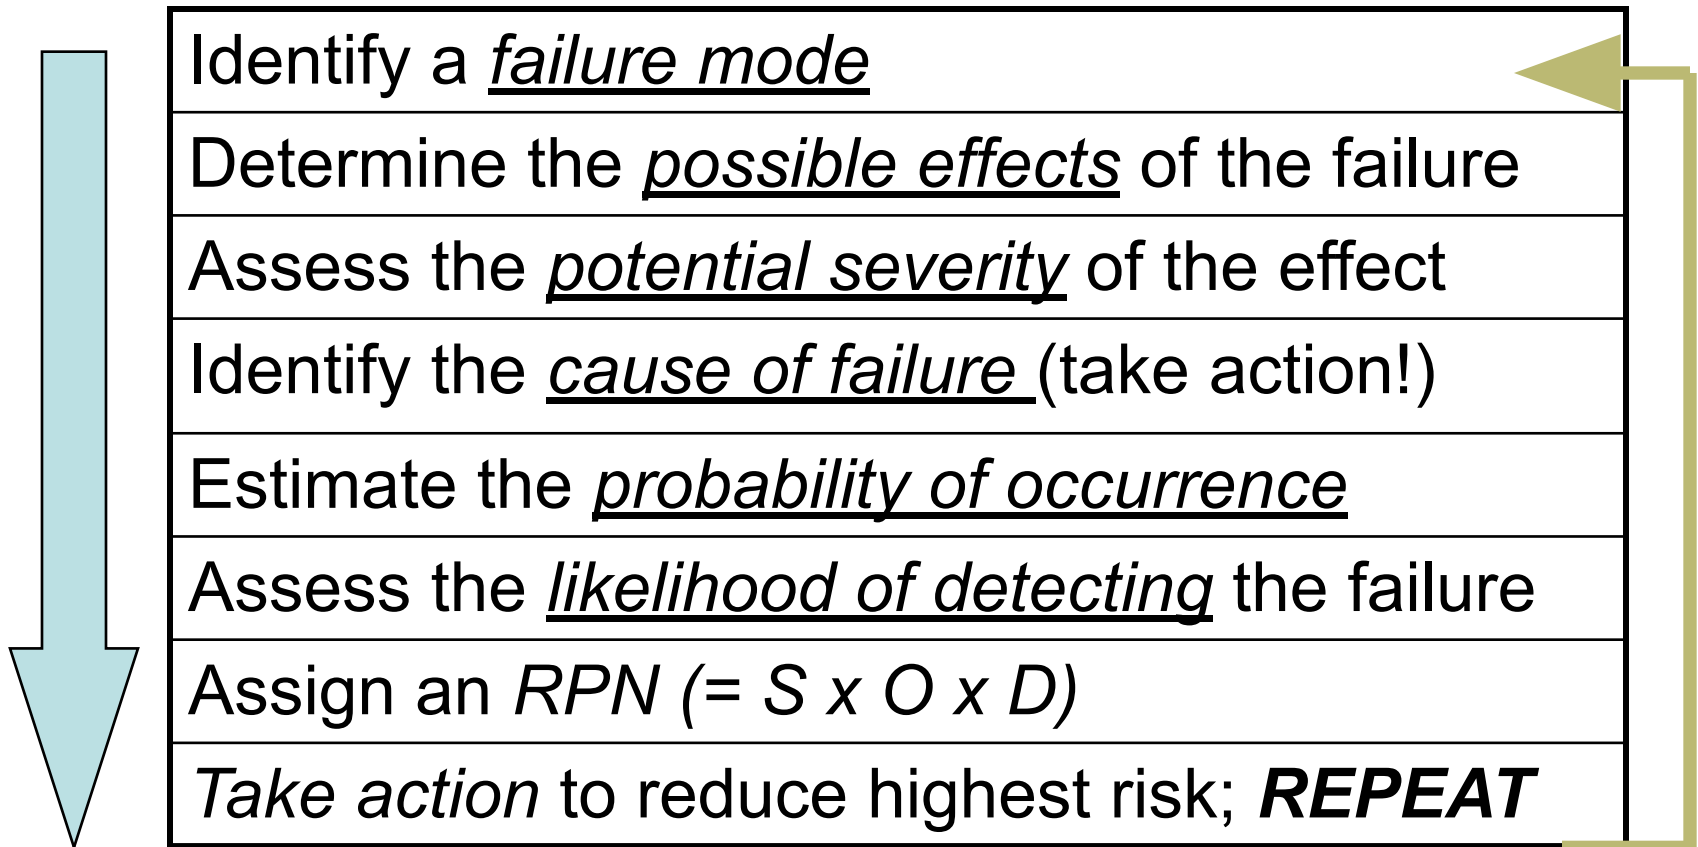 Identify a failure mode
Determine the possible effects of the failure
Assess the potential severity of the effect
Identify the cause of failure (take action!)
Estimate the probability of occurrence
Assess the likelihood of detecting the failure
Assign an RPN (= S x O x D)
Take action to reduce highest risk; REPEAT